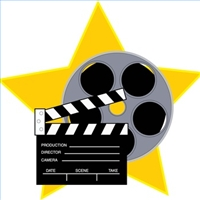 PRODUCTION
DIRECTOR
CAMERA
DATE SCENE TAKE